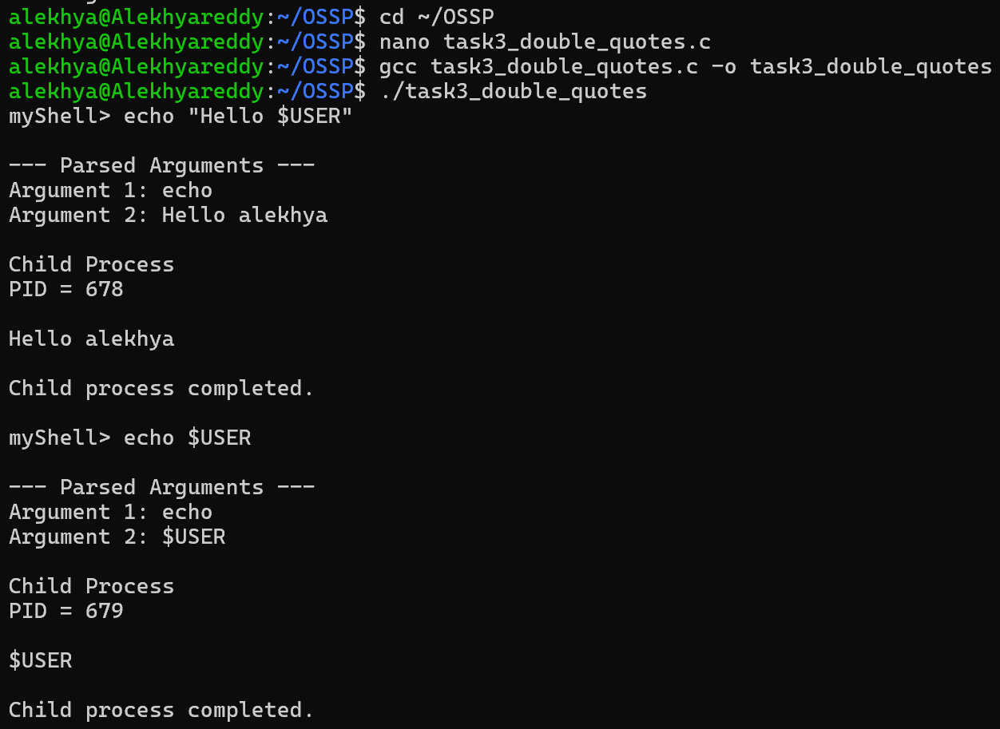 alekhya@Alekhyareddy:~/OSSP$ cd ~/OSSP
alekhya@Alekhyareddy:~/OSSP$ nano task3_double_quotes.c
alekhya@Alekhyareddy:~/OSSP$ gcc task3_double_quotes.c -o task3_double_quotes
alekhya@Alekhyareddy:~/OSSP$ ./task3_double_quotes
myShell> echo "Hello $USER"
--- Parsed Arguments ---
Argument 1: echo
Argument 2: Hello alekhya
Child Process
PID = 678
Hello alekhya
Child process completed.
myShell> echo $USER
--- Parsed Arguments ---
Argument 1: echo
Argument 2: $USER
Child Process
PID = 679
$USER
Child process completed.